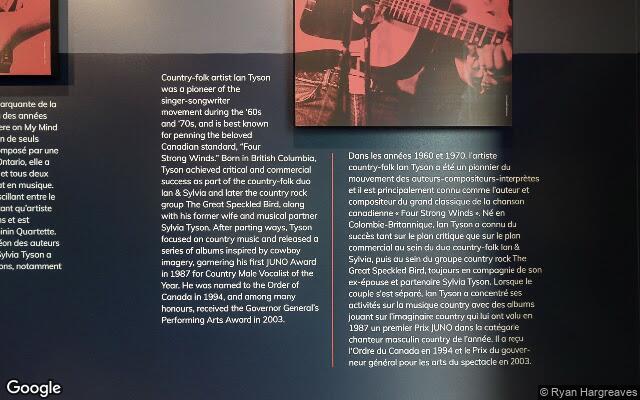 arquante de la
des années
ere on My Mind
n de seuls
omposé par une
Ontario, elle a
et tous deux
at en musique.
scillant entre le
tant qu'artiste
ns et est
inin Quartette.
éon des auteurs
Sylvia Tyson a
ons, notamment
Country-folk artist Ian Tyson
was a pioneer of the
singer-songwriter
movement during the '60s
and '70s, and is best known
for penning the beloved
Canadian standard, "Four
Strong Winds." Born in British Columbia,
Tyson achieved critical and commercial
success as part of the country-folk duo
Ian & Sylvia and later the country rock
group The Great Speckled Bird, along
with his former wife and musical partner
Sylvia Tyson. After parting ways, Tyson
focused on country music and released a
series of albums inspired by cowboy
imagery, garnering his first JUNO Award
in 1987 for Country Male Vocalist of the
Year. He was named to the Order of
Canada in 1994, and among many
honours, received the Governor General's
Performing Arts Award in 2003.
Dans les années 1960 et 1970, l'artiste
country-folk Ian Tyson a été un pionnier du
mouvement des auteurs-compositeurs-interprètes
et il est principalement connu comme l'auteur et
compositeur du grand classique de la chanson
canadienne « Four Strong Winds ». Né en
Colombie-Britannique, Ian Tyson a connu du
succès tant sur le plan critique que sur le plan
commercial au sein du duo country-folk Ian &
Sylvia, puis au sein du groupe country rock The
Great Speckled Bird, toujours en compagnie de son
ex-épouse et partenaire Sylvia Tyson. Lorsque le
couple s'est séparé, Ian Tyson a concentré ses
activités sur la musique country avec des albums
jouant sur l'imaginaire country qui lui ont valu en
1987 un premier Prix JUNO dans la catégorie
chanteur masculin country de l'année. Il a reçu
l'Ordre du Canada en 1994 et le Prix du gouver-
neur général pour les arts du spectacle en 2003.
Google
© Ryan Hargreaves